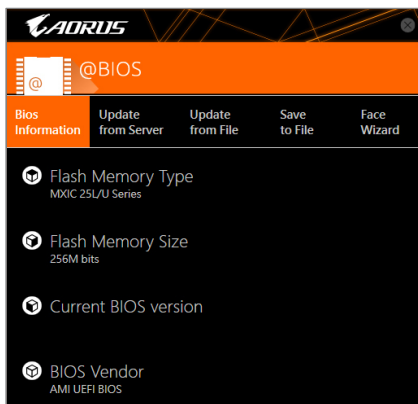 AORUS
@ @BIOS
Bios Information
Update from Server
Update from File
Save to File
Face Wizard
Flash Memory Type
MXIC 25L/U Series
Flash Memory Size
256M bits
Current BIOS version
BIOS Vendor
AMI UEFI BIOS